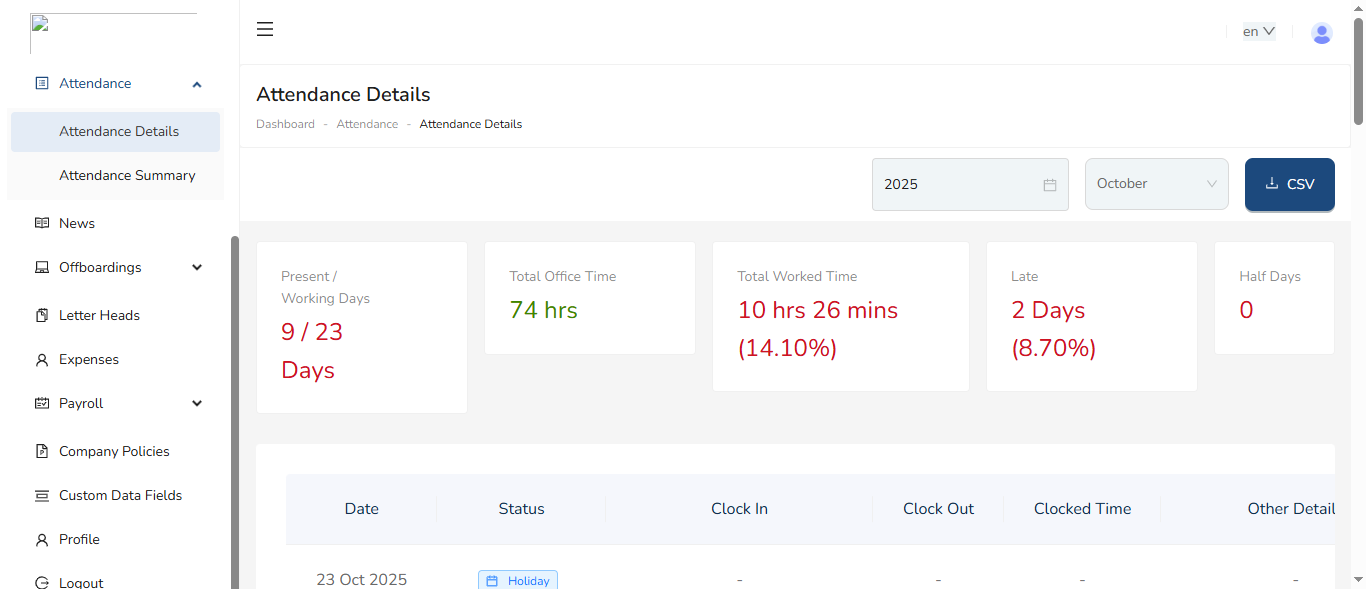 en
Attendance
Attendance Details
Attendance Summary
News
Offboardings
Letter Heads
Expenses
Payroll
Company Policies
Custom Data Fields
Profile
Logout
Attendance Details
Dashboard - Attendance - Attendance Details
2025
October
CSV
Present /
Working Days
9 / 23
Days
Total Office Time
74 hrs
Total Worked Time
10 hrs 26 mins
(14.10%)
Late
2 Days
(8.70%)
Half Days
0
Date Status Clock In Clock Out Clocked Time Other Detail
23 Oct 2025 Holiday - - - -